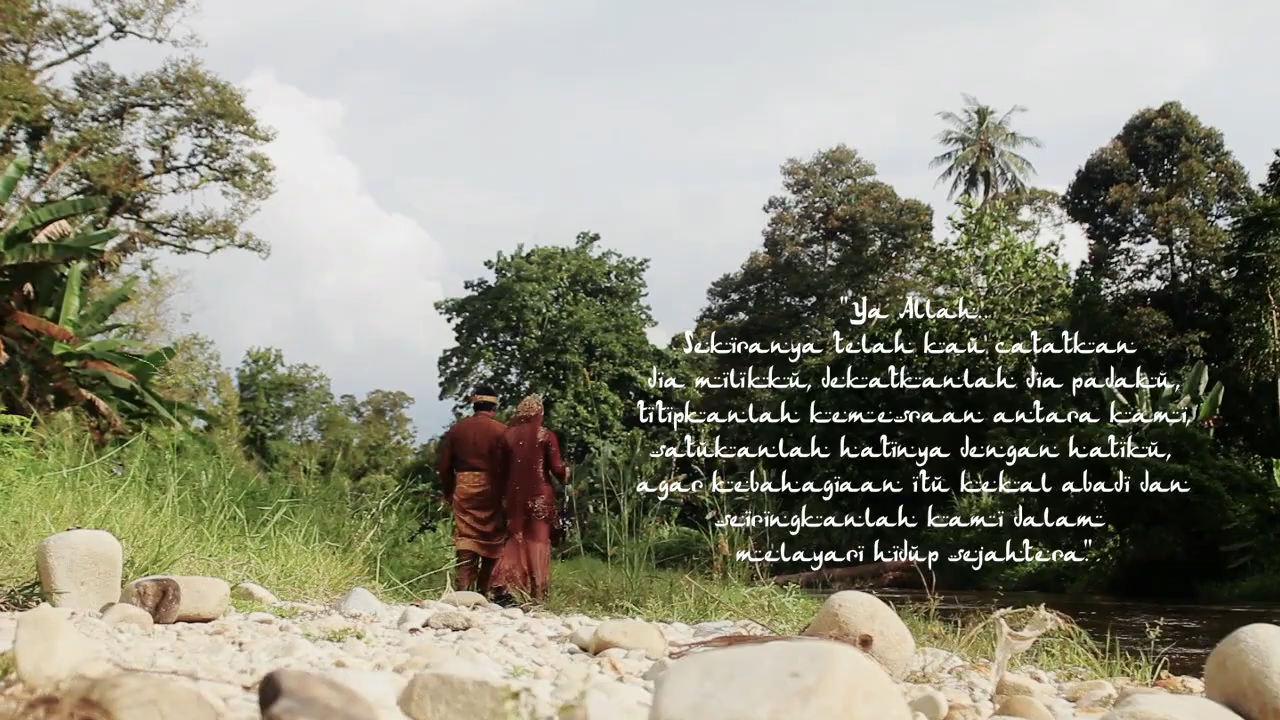 "Ya Allah...
Sekiranya telah kau catatkan
dia milikku, dekatkanlah dia padaku,
titipkanlah kemesraan antara kami,
satukanlah hatinya dengan hatiku,
agar kebahagiaan itu kekal abadi dan
seiringkanlah kami dalam
melayari hidup sejahtera".